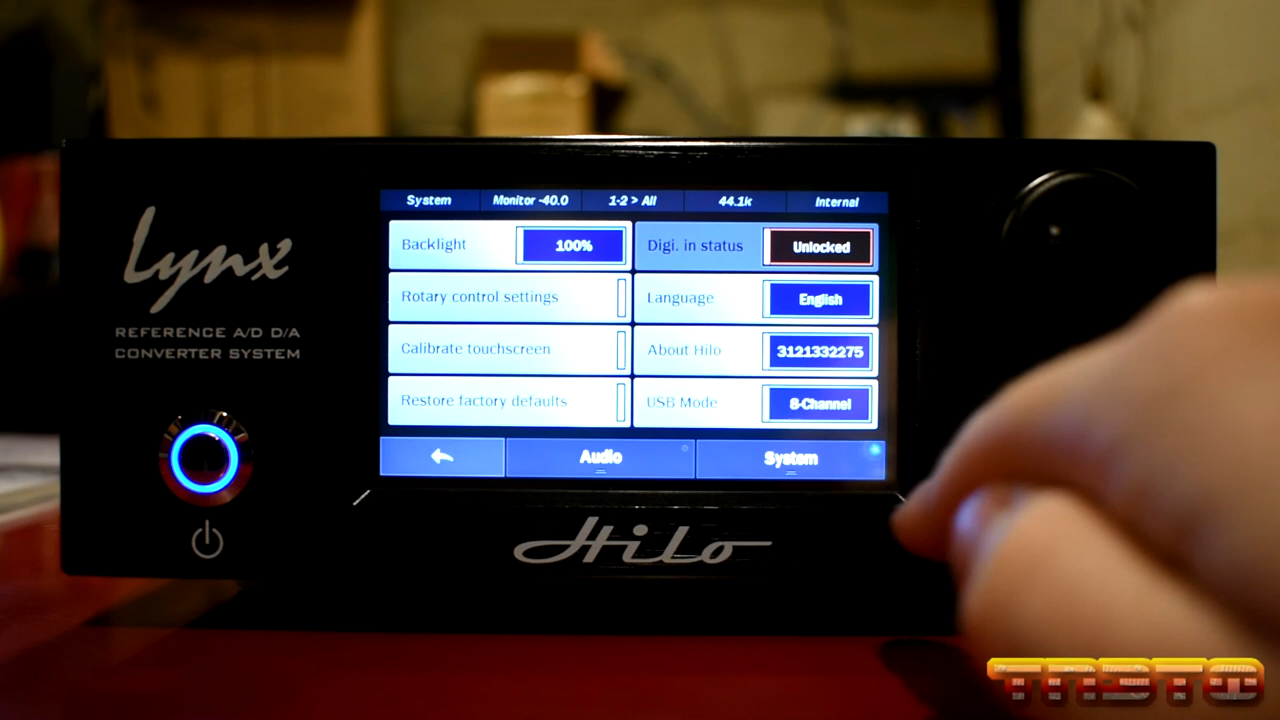 System Monitor -40.0 1-2 > All 44.1k Internal
Lynx
REFERENCE A/D D/A
CONVERTER SYSTEM
Backlight 100%
Digi. in status Unlocked
Rotary control settings
Language English
Calibrate touchscreen
About Hilo 3121332275
Restore factory defaults
USB Mode 8-Channel
Audio System
Hilo